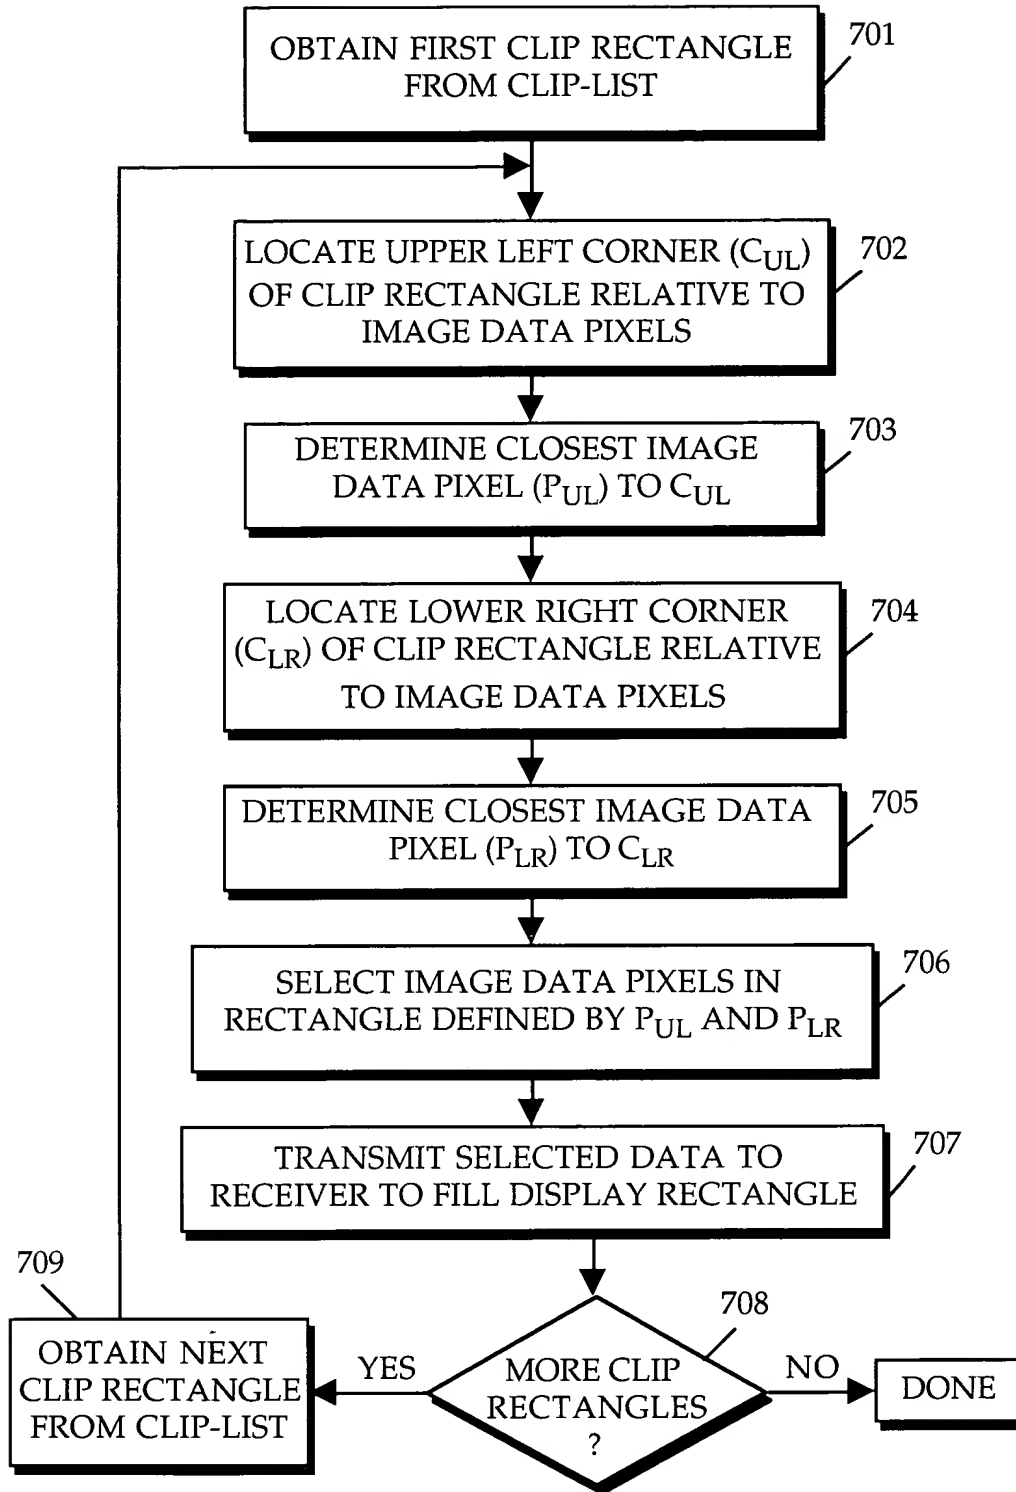 OBTAIN FIRST CLIP RECTANGLE
FROM CLIP-LIST
701
LOCATE UPPER LEFT CORNER (CUL)
OF CLIP RECTANGLE RELATIVE TO
IMAGE DATA PIXELS
702
DETERMINE CLOSEST IMAGE
DATA PIXEL (PUL) TO CUL
703
LOCATE LOWER RIGHT CORNER
(CLR) OF CLIP RECTANGLE RELATIVE
TO IMAGE DATA PIXELS
704
DETERMINE CLOSEST IMAGE DATA
PIXEL (PLR) TO CLR
705
SELECT IMAGE DATA PIXELS IN
RECTANGLE DEFINED BY PUL AND PLR
706
TRANSMIT SELECTED DATA TO
RECEIVER TO FILL DISPLAY RECTANGLE
707
MORE CLIP
RECTANGLES
?
708
YES
NO
DONE
OBTAIN NEXT
CLIP RECTANGLE
FROM CLIP-LIST
709